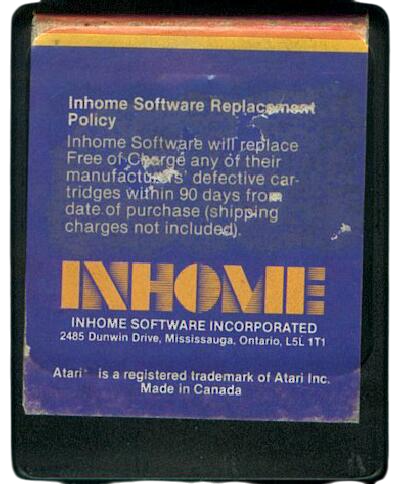 Inhome Software Replacement
Policy
Inhome Software will replace
Free of Charge any of their
manufacturers' defective car-
tridges within 90 days from
date of purchase (shipping
charges not included).
INHOME
INHOME SOFTWARE INCORPORATED
2485 Dunwin Drive, Mississauga, Ontario, L5L 1T1
Atari is a registered trademark of Atari Inc.
Made in Canada